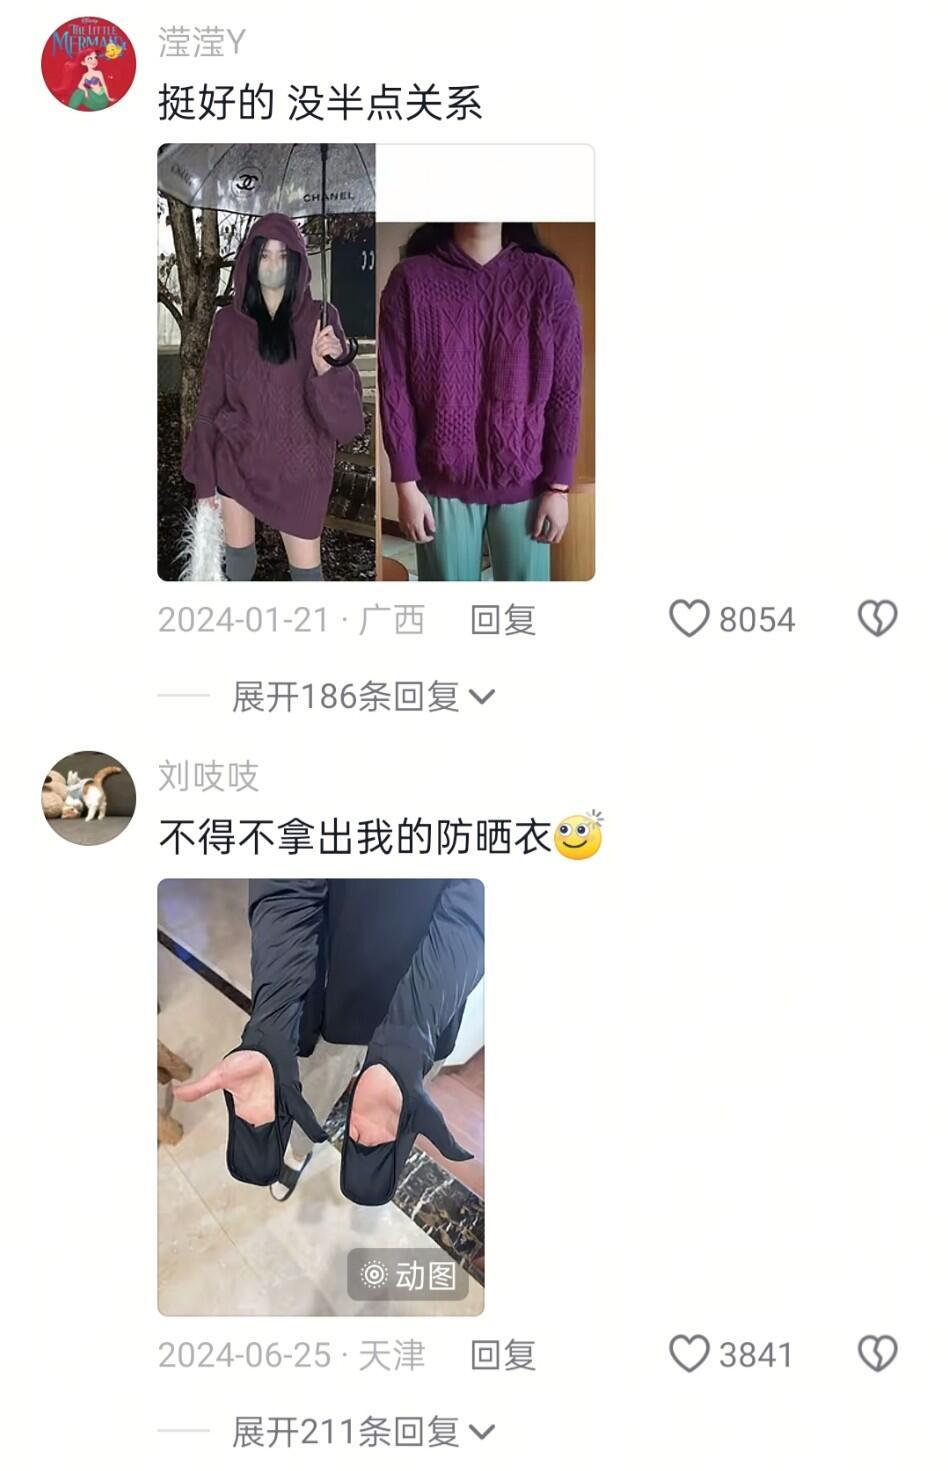 THE LITTLE
MERMAID
滢滢Y
挺好的 没半点关系
CHANEL
2024-01-21 · 广西 回复 8054
展开186条回复
刘吱吱
不得不拿出我的防晒衣
动图
2024-06-25 · 天津 回复 3841
展开211条回复